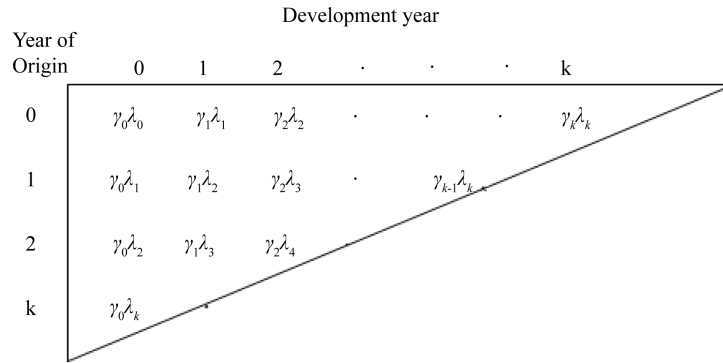 Development year
Year of
Origin 0 1 2 . . . k
0 γ₀λ₀ γ₁λ₁ γ₂λ₂ . . . γₖλₖ
1 γ₀λ₁ γ₁λ₂ γ₂λ₃ . γₖ₋₁λₖ
2 γ₀λ₂ γ₁λ₃ γ₂λ₄
k γ₀λₖ